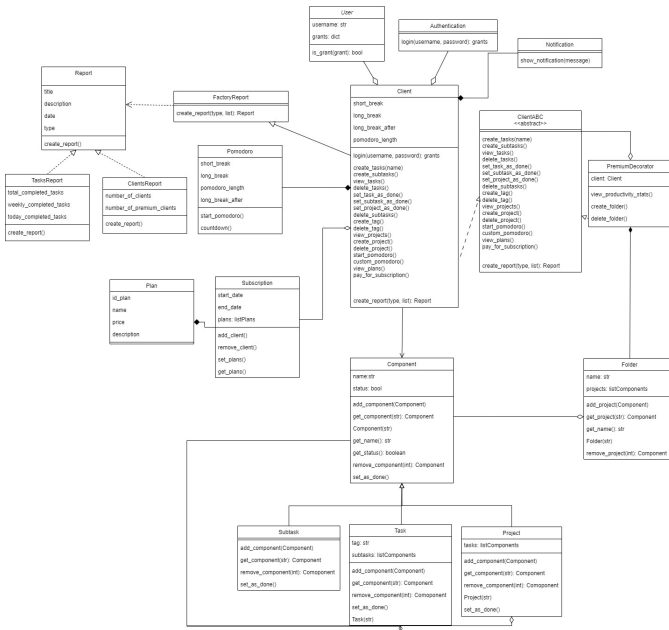 User
username: str
grants: dict
is_grant(grant): bool
Authentication
login(username, password): grants
Notification
show_notification(message)
Report
title
description
date
type
create_report()
FactoryReport
create_report(type, list): Report
Client
short_break
long_break
long_break_after
pomodoro_length
login(username, password): grants
create_tasks(name)
create_subtasks()
view_tasks()
delete_tasks()
set_task_as_done()
set_subtask_as_done()
set_project_as_done()
delete_subtasks()
create_tag()
delete_tag()
view_projects()
create_project()
delete_project()
start_pomodoro()
custom_pomodoro()
view_plans()
pay_for_subscription()
create_report(type, list): Report
ClientABC
<<abstract>>
create_tasks(name)
create_subtasks()
view_tasks()
delete_tasks()
set_task_as_done()
set_subtask_as_done()
set_project_as_done()
delete_subtasks()
create_tag()
delete_tag()
view_projects()
create_project()
delete_project()
start_pomodoro()
custom_pomodoro()
view_plans()
pay_for_subscription()
create_report(type, list): Report
PremiumDecorator
client: Client
view_productivity_stats()
create_folder()
delete_folder()
Pomodoro
short_break
long_break
pomodoro_length
long_break_after
start_pomodoro()
countdown()
TasksReport
total_completed_tasks
weekly_completed_tasks
today_completed_tasks
create_report()
ClientsReport
number_of_clients
number_of_premium_clients
create_report()
Plan
id_plan
name
price
description
Subscription
start_date
end_date
plans: listPlans
add_client()
remove_client()
set_plans()
get_plans()
Component
name:str
status: bool
add_component(Component)
get_component(str): Component
Component(str)
get_name(): str
get_status(): boolean
remove_component(int): Component
set_as_done()
Folder
name: str
projects: listComponents
add_project(Component)
get_project(str): Component
get_name(): str
Folder(str)
remove_project(int): Component
Subtask
add_component(Component)
get_component(str): Component
remove_component(int): Comoponent
set_as_done()
Task
tag: str
subtasks: listComponents
add_component(Component)
get_component(str): Component
remove_component(int): Component
set_as_done()
Task(str)
Project
tasks: listComponents
add_component(Component)
get_component(str): Component
remove_component(int): Component
Project(str)
set_as_done()